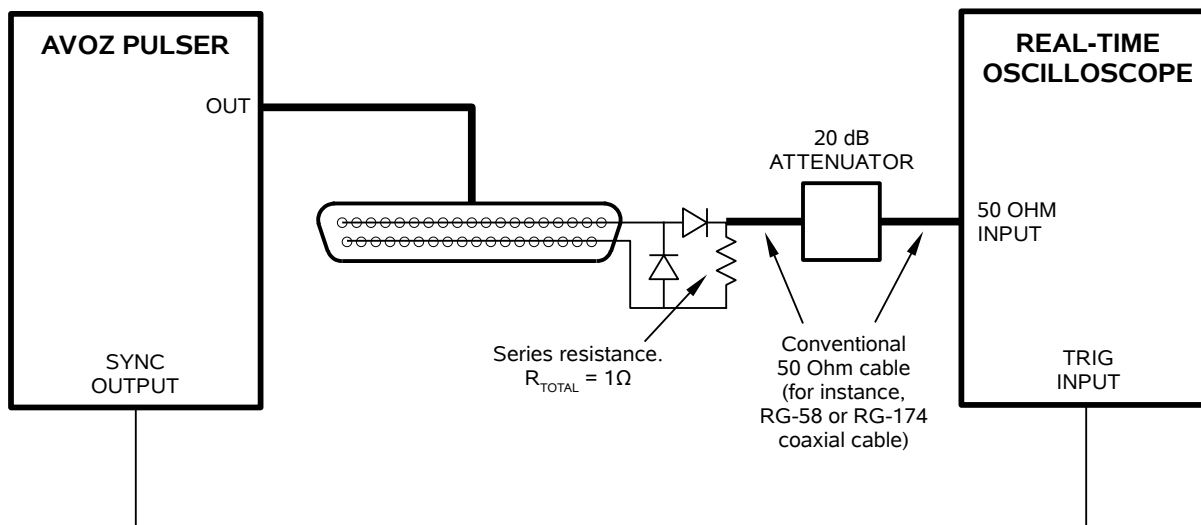 AVOZ PULSER
OUT
SYNC
OUTPUT
Series resistance.
R_TOTAL = 1Ω
20 dB
ATTENUATOR
Conventional
50 Ohm cable
(for instance,
RG-58 or RG-174
coaxial cable)
REAL-TIME
OSCILLOSCOPE
50 OHM
INPUT
TRIG
INPUT